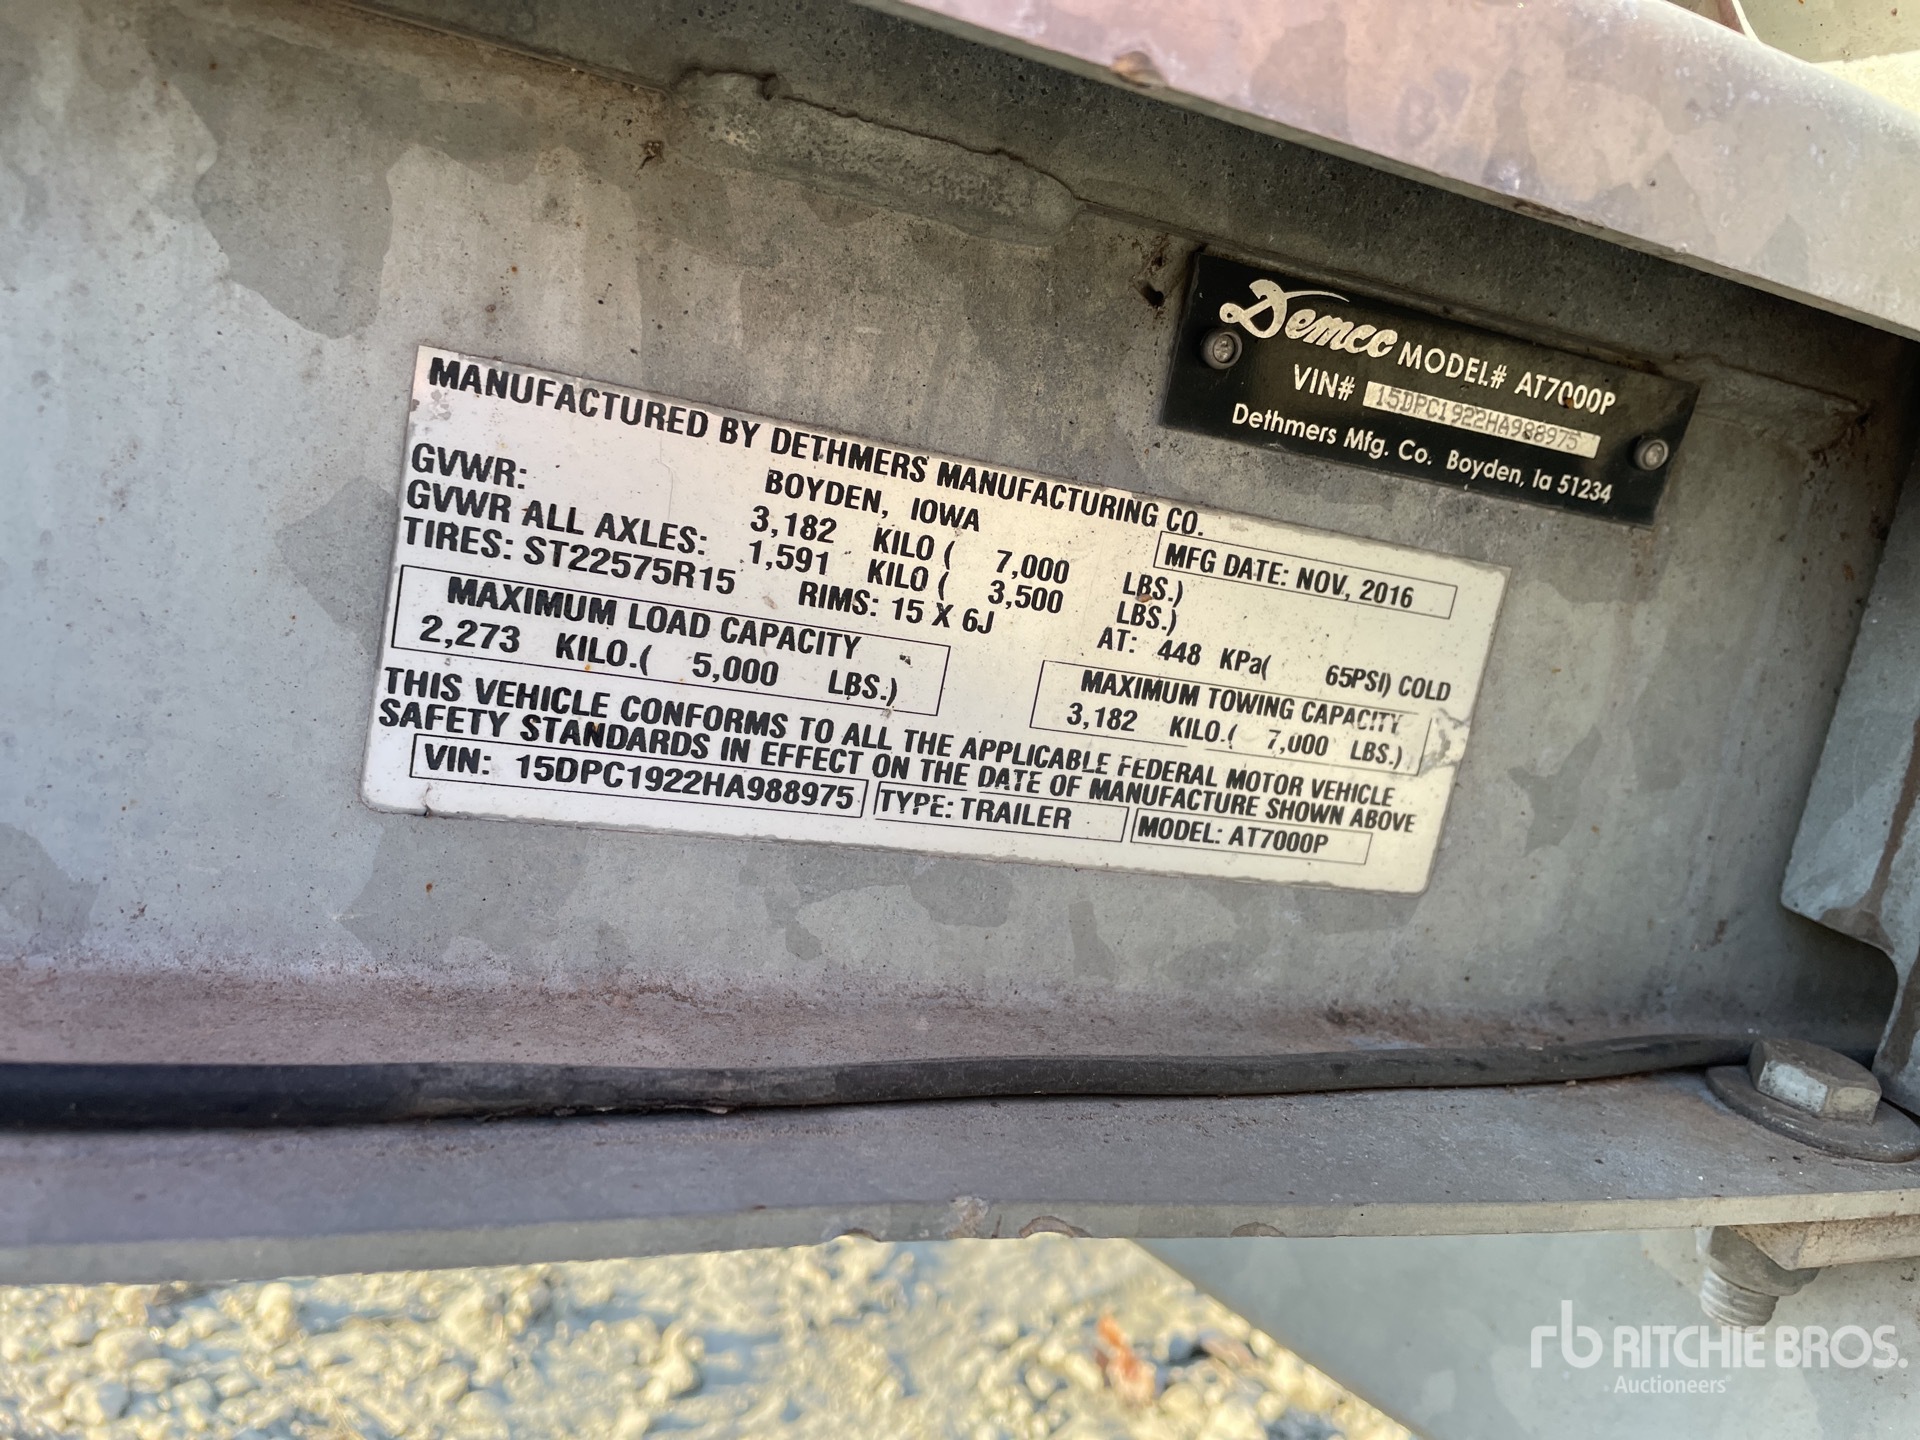 Demco MODEL# AT7000P
VIN# 15DPC1922HA988975
Dethmers Mfg. Co. Boyden, Ia 51234
MANUFACTURED BY DETHMERS MANUFACTURING CO.
BOYDEN, IOWA
MFG DATE: NOV, 2016
GVWR: 3,182 KILO ( 7,000 LBS.)
GVWR ALL AXLES: 1,591 KILO ( 3,500 LBS.)
TIRES: ST22575R15 RIMS: 15 X 6J AT: 448 KPa( 65PSI) COLD
MAXIMUM LOAD CAPACITY
2,273 KILO.( 5,000 LBS.)
MAXIMUM TOWING CAPACITY
3,182 KILO.( 7,000 LBS.)
THIS VEHICLE CONFORMS TO ALL THE APPLICABLE FEDERAL MOTOR VEHICLE
SAFETY STANDARDS IN EFFECT ON THE DATE OF MANUFACTURE SHOWN ABOVE
VIN: 15DPC1922HA988975 TYPE: TRAILER MODEL: AT7000P
rb RITCHIE BROS.
Auctioneers